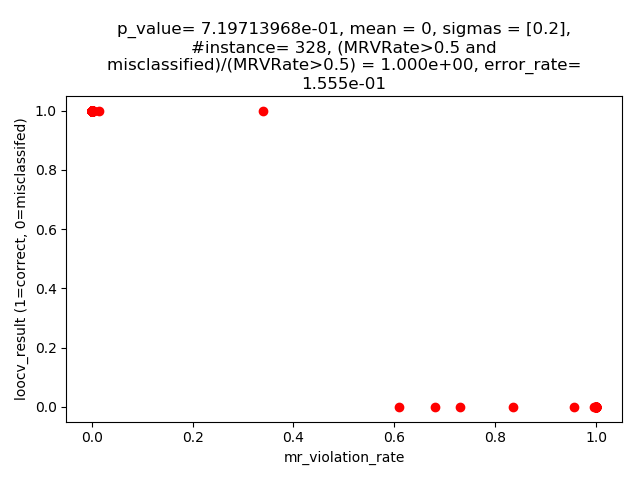 p_value= 7.19713968e-01, mean = 0, sigmas = [0.2],
#instance= 328, (MRVRate>0.5 and
misclassified)/(MRVRate>0.5) = 1.000e+00, error_rate=
1.555e-01
loocv_result (1=correct, 0=misclassifed)
1.0
0.8
0.6
0.4
0.2
0.0
0.0 0.2 0.4 0.6 0.8 1.0
mr_violation_rate